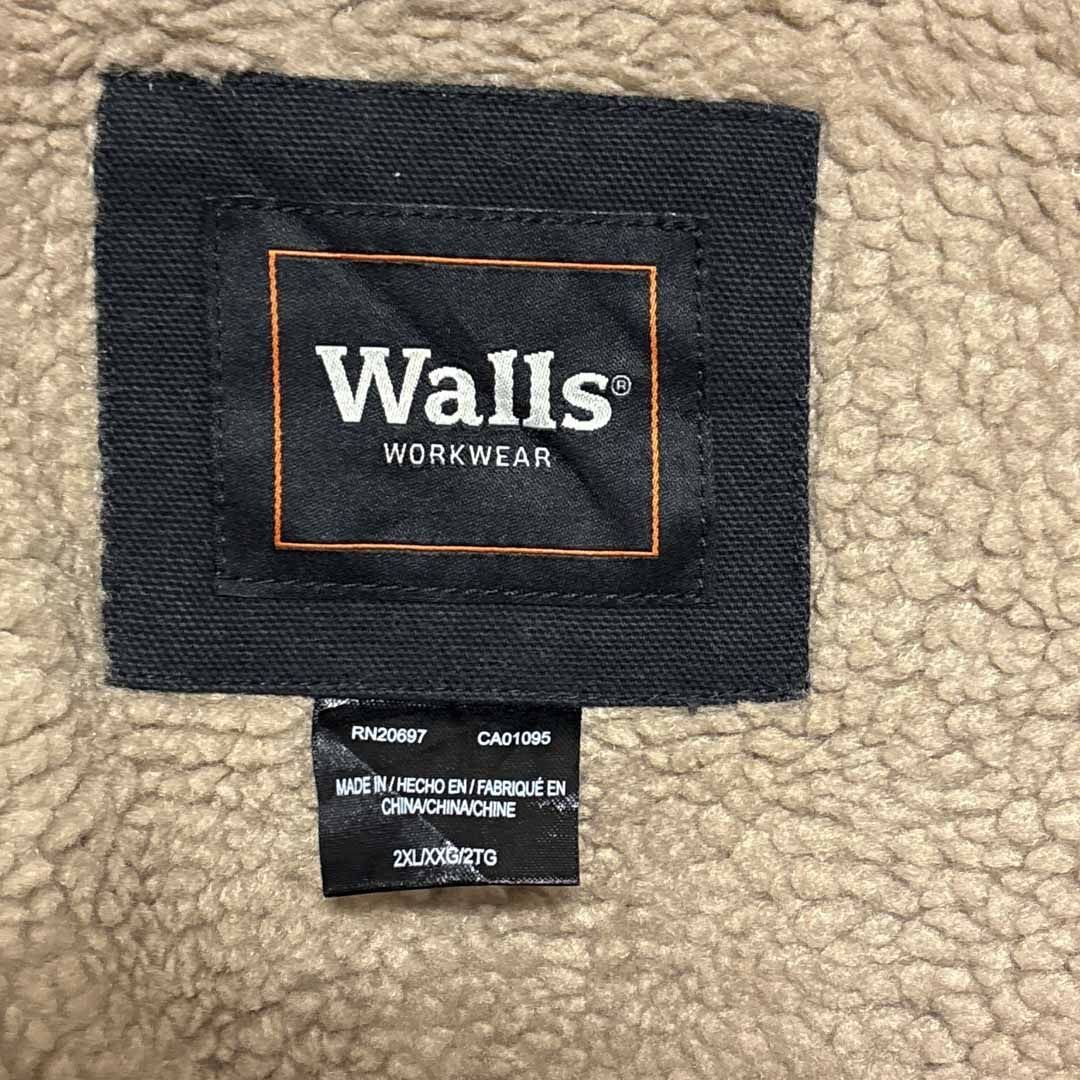 Walls®
WORKWEAR
RN20697 CA01095
MADE IN / HECHO EN / FABRIQUÉ EN
CHINA/CHINA/CHINE
2XL/XXG/2TG